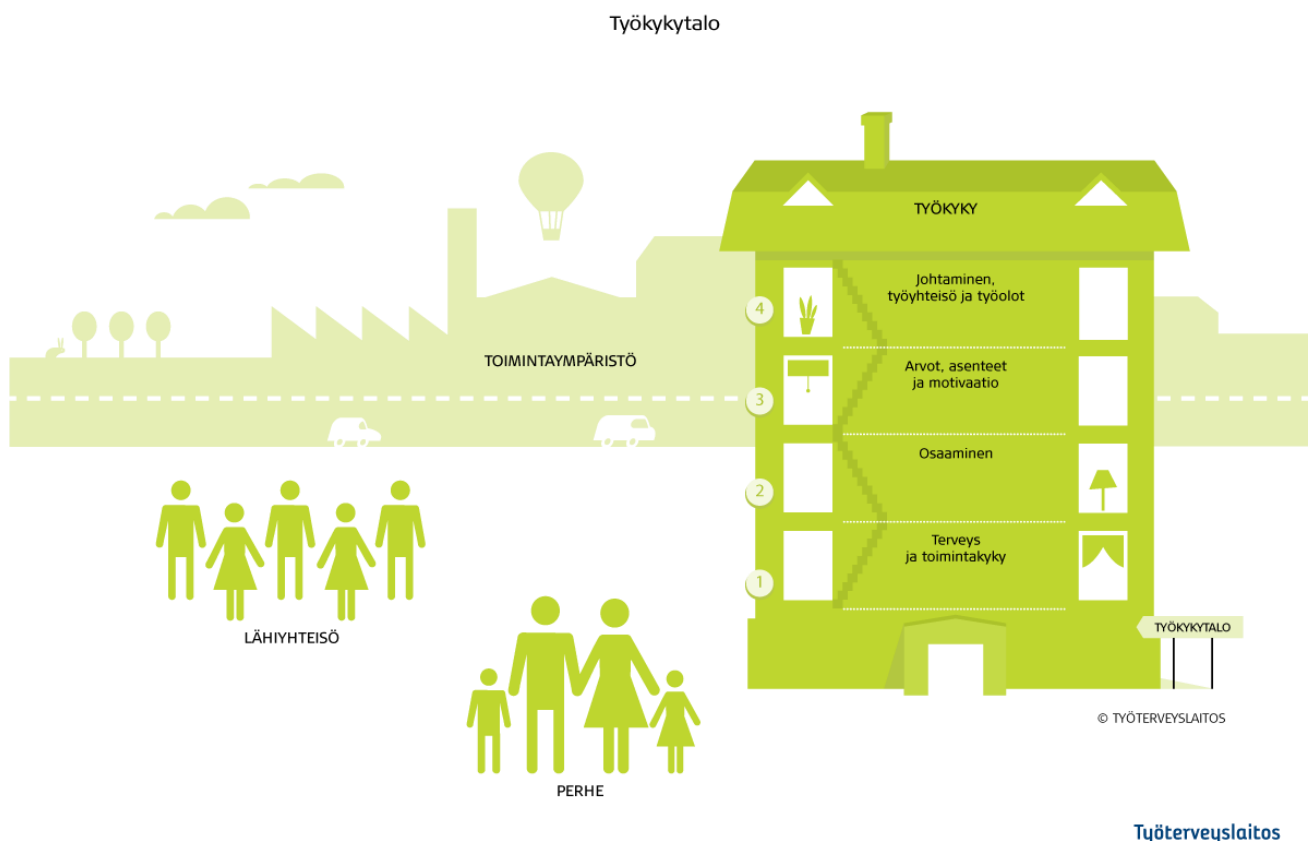 Työkykytalo
TYÖKYKY
4
Johtaminen,
työyhteisö ja työolot
TOIMINTAYMPÄRISTÖ
3
Arvot, asenteet
ja motivaatio
2
Osaaminen
1
Terveys
ja toimintakyky
LÄHIYHTEISÖ
TYÖKYKYTALO
© TYÖTERVEYSLAITOS
PERHE
Työterveyslaitos